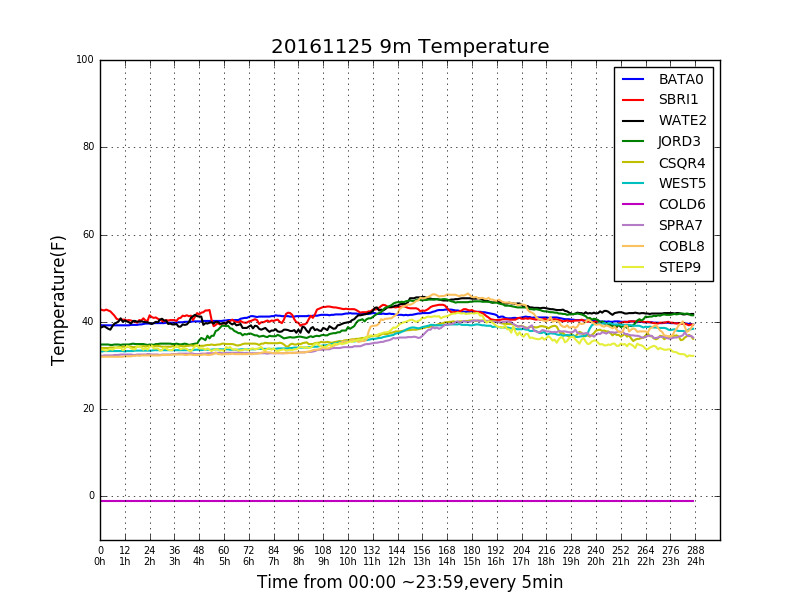 20161125 9m Temperature
100
80
60
40
20
0
Temperature(F)
BATA0
SBRI1
WATE2
JORD3
CSQR4
WEST5
COLD6
SPRA7
COBL8
STEP9
0 12 24 36 48 60 72 84 96 108 120 132 144 156 168 180 192 204 216 228 240 252 264 276 288
0h 1h 2h 3h 4h 5h 6h 7h 8h 9h 10h 11h 12h 13h 14h 15h 16h 17h 18h 19h 20h 21h 22h 23h 24h
Time from 00:00 ~23:59,every 5min